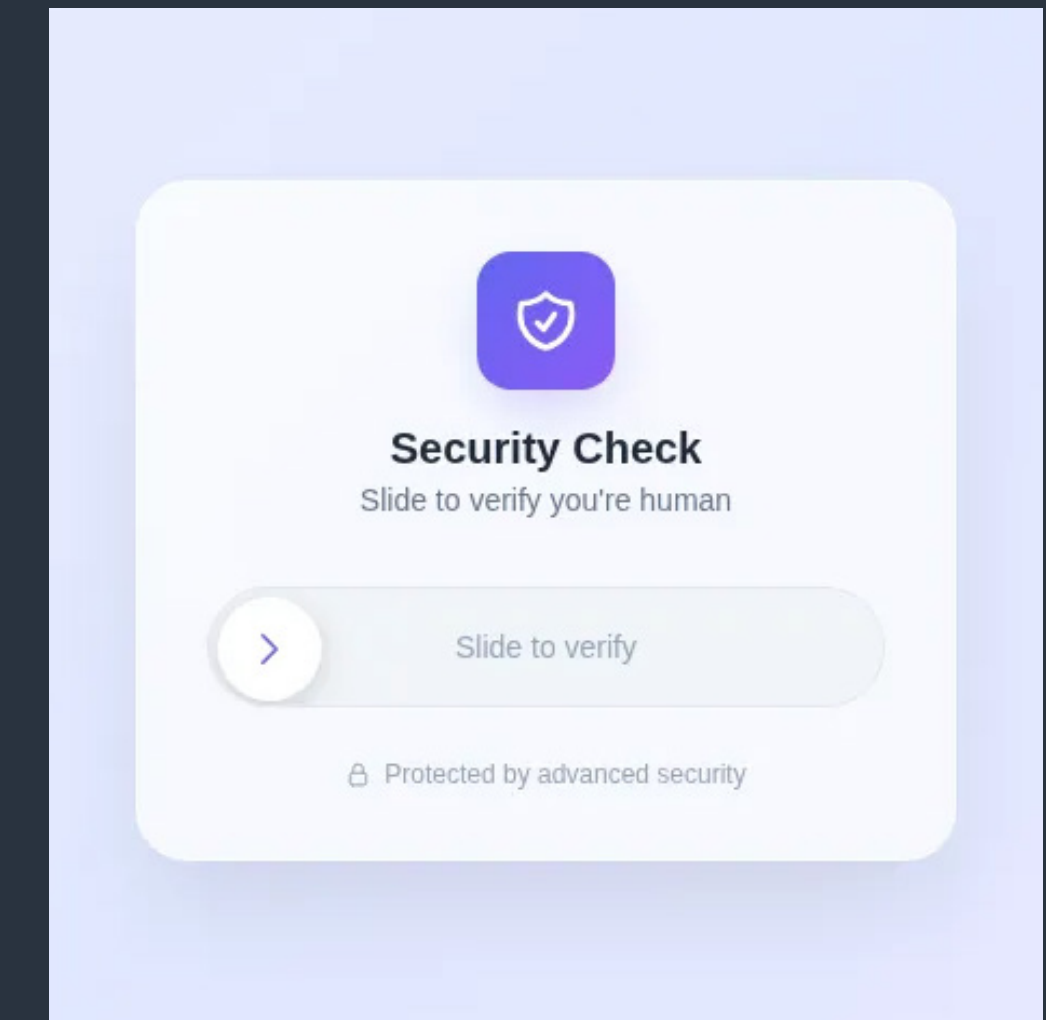 Security Check
Slide to verify you're human
Slide to verify
Protected by advanced security